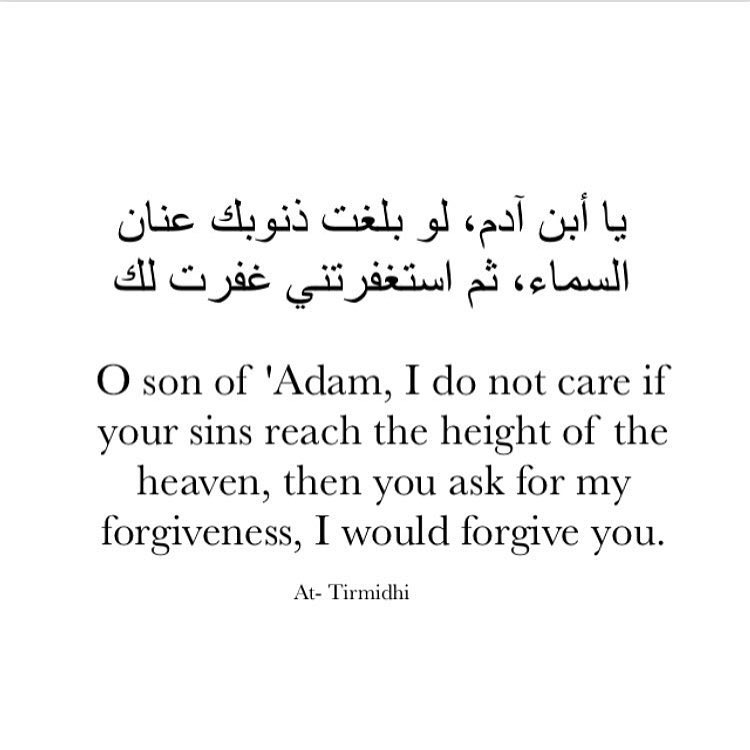 يا أبن آدم، لو بلغت ذنوبك عنان
السماء، ثم استغفرتني غفرت لك
O son of 'Adam, I do not care if
your sins reach the height of the
heaven, then you ask for my
forgiveness, I would forgive you.
At- Tirmidhi